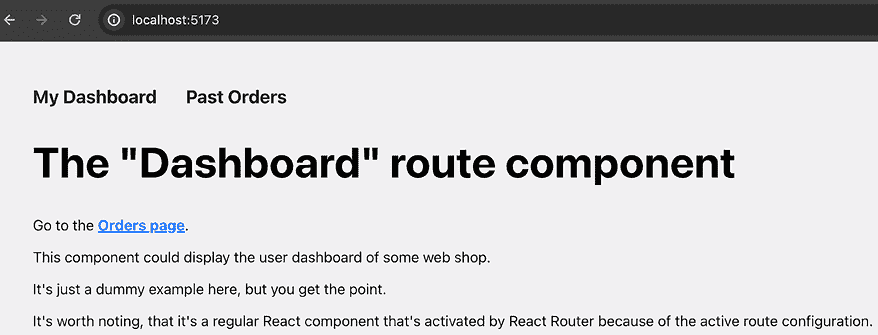 localhost:5173
My Dashboard Past Orders
The "Dashboard" route component
Go to the Orders page.
This component could display the user dashboard of some web shop.
It's just a dummy example here, but you get the point.
It's worth noting, that it's a regular React component that's activated by React Router because of the active route configuration.